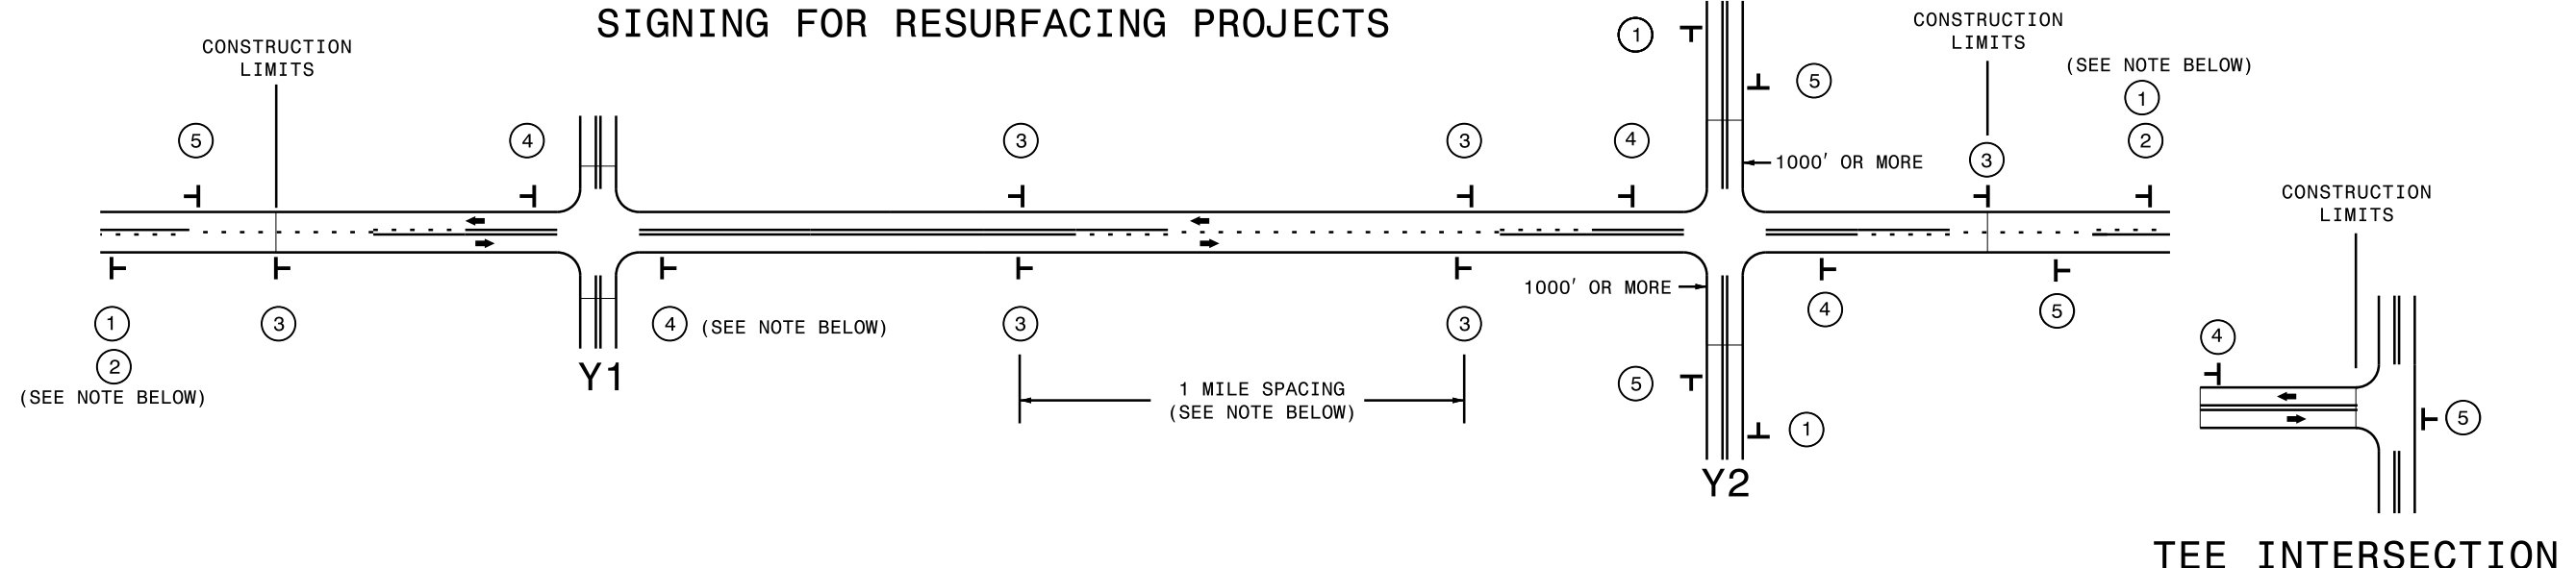 SIGNING FOR RESURFACING PROJECTS
CONSTRUCTION
LIMITS
1
5
CONSTRUCTION
LIMITS
(SEE NOTE BELOW)
1
2
5
4
3
3
4
1000' OR MORE
3
CONSTRUCTION
LIMITS
1000' OR MORE
1
2
(SEE NOTE BELOW)
3
4 (SEE NOTE BELOW)
3
3
4
5
Y1
1 MILE SPACING
(SEE NOTE BELOW)
5
1
Y2
4
5
TEE INTERSECTION